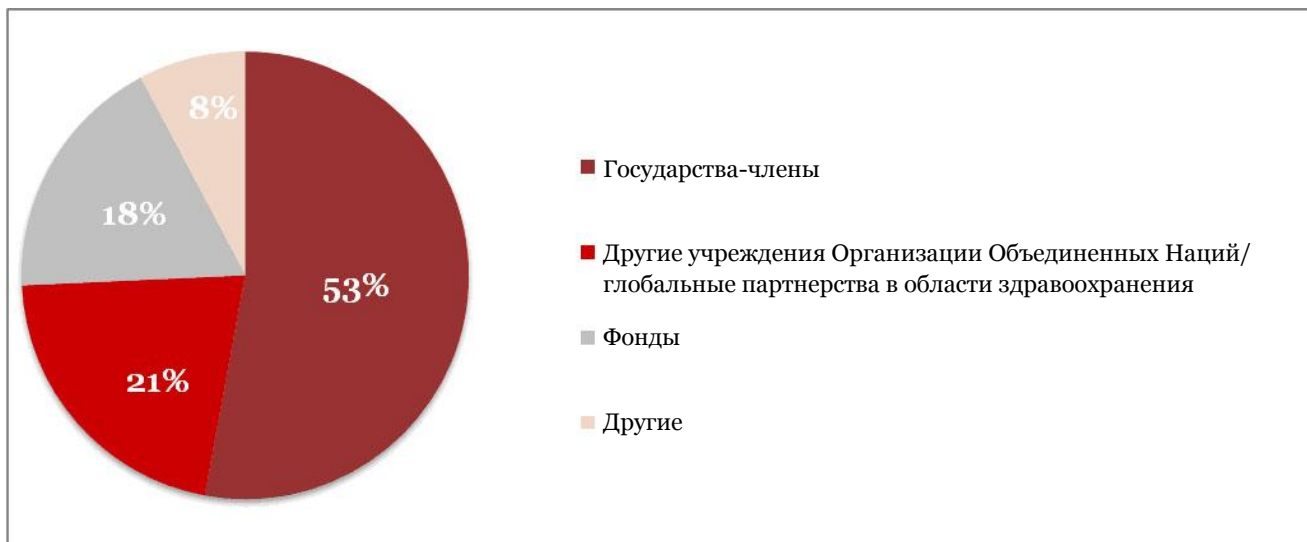 8%
18%
53%
21%
Государства-члены
Другие учреждения Организации Объединенных Наций/
глобальные партнерства в области здравоохранения
Фонды
Другие